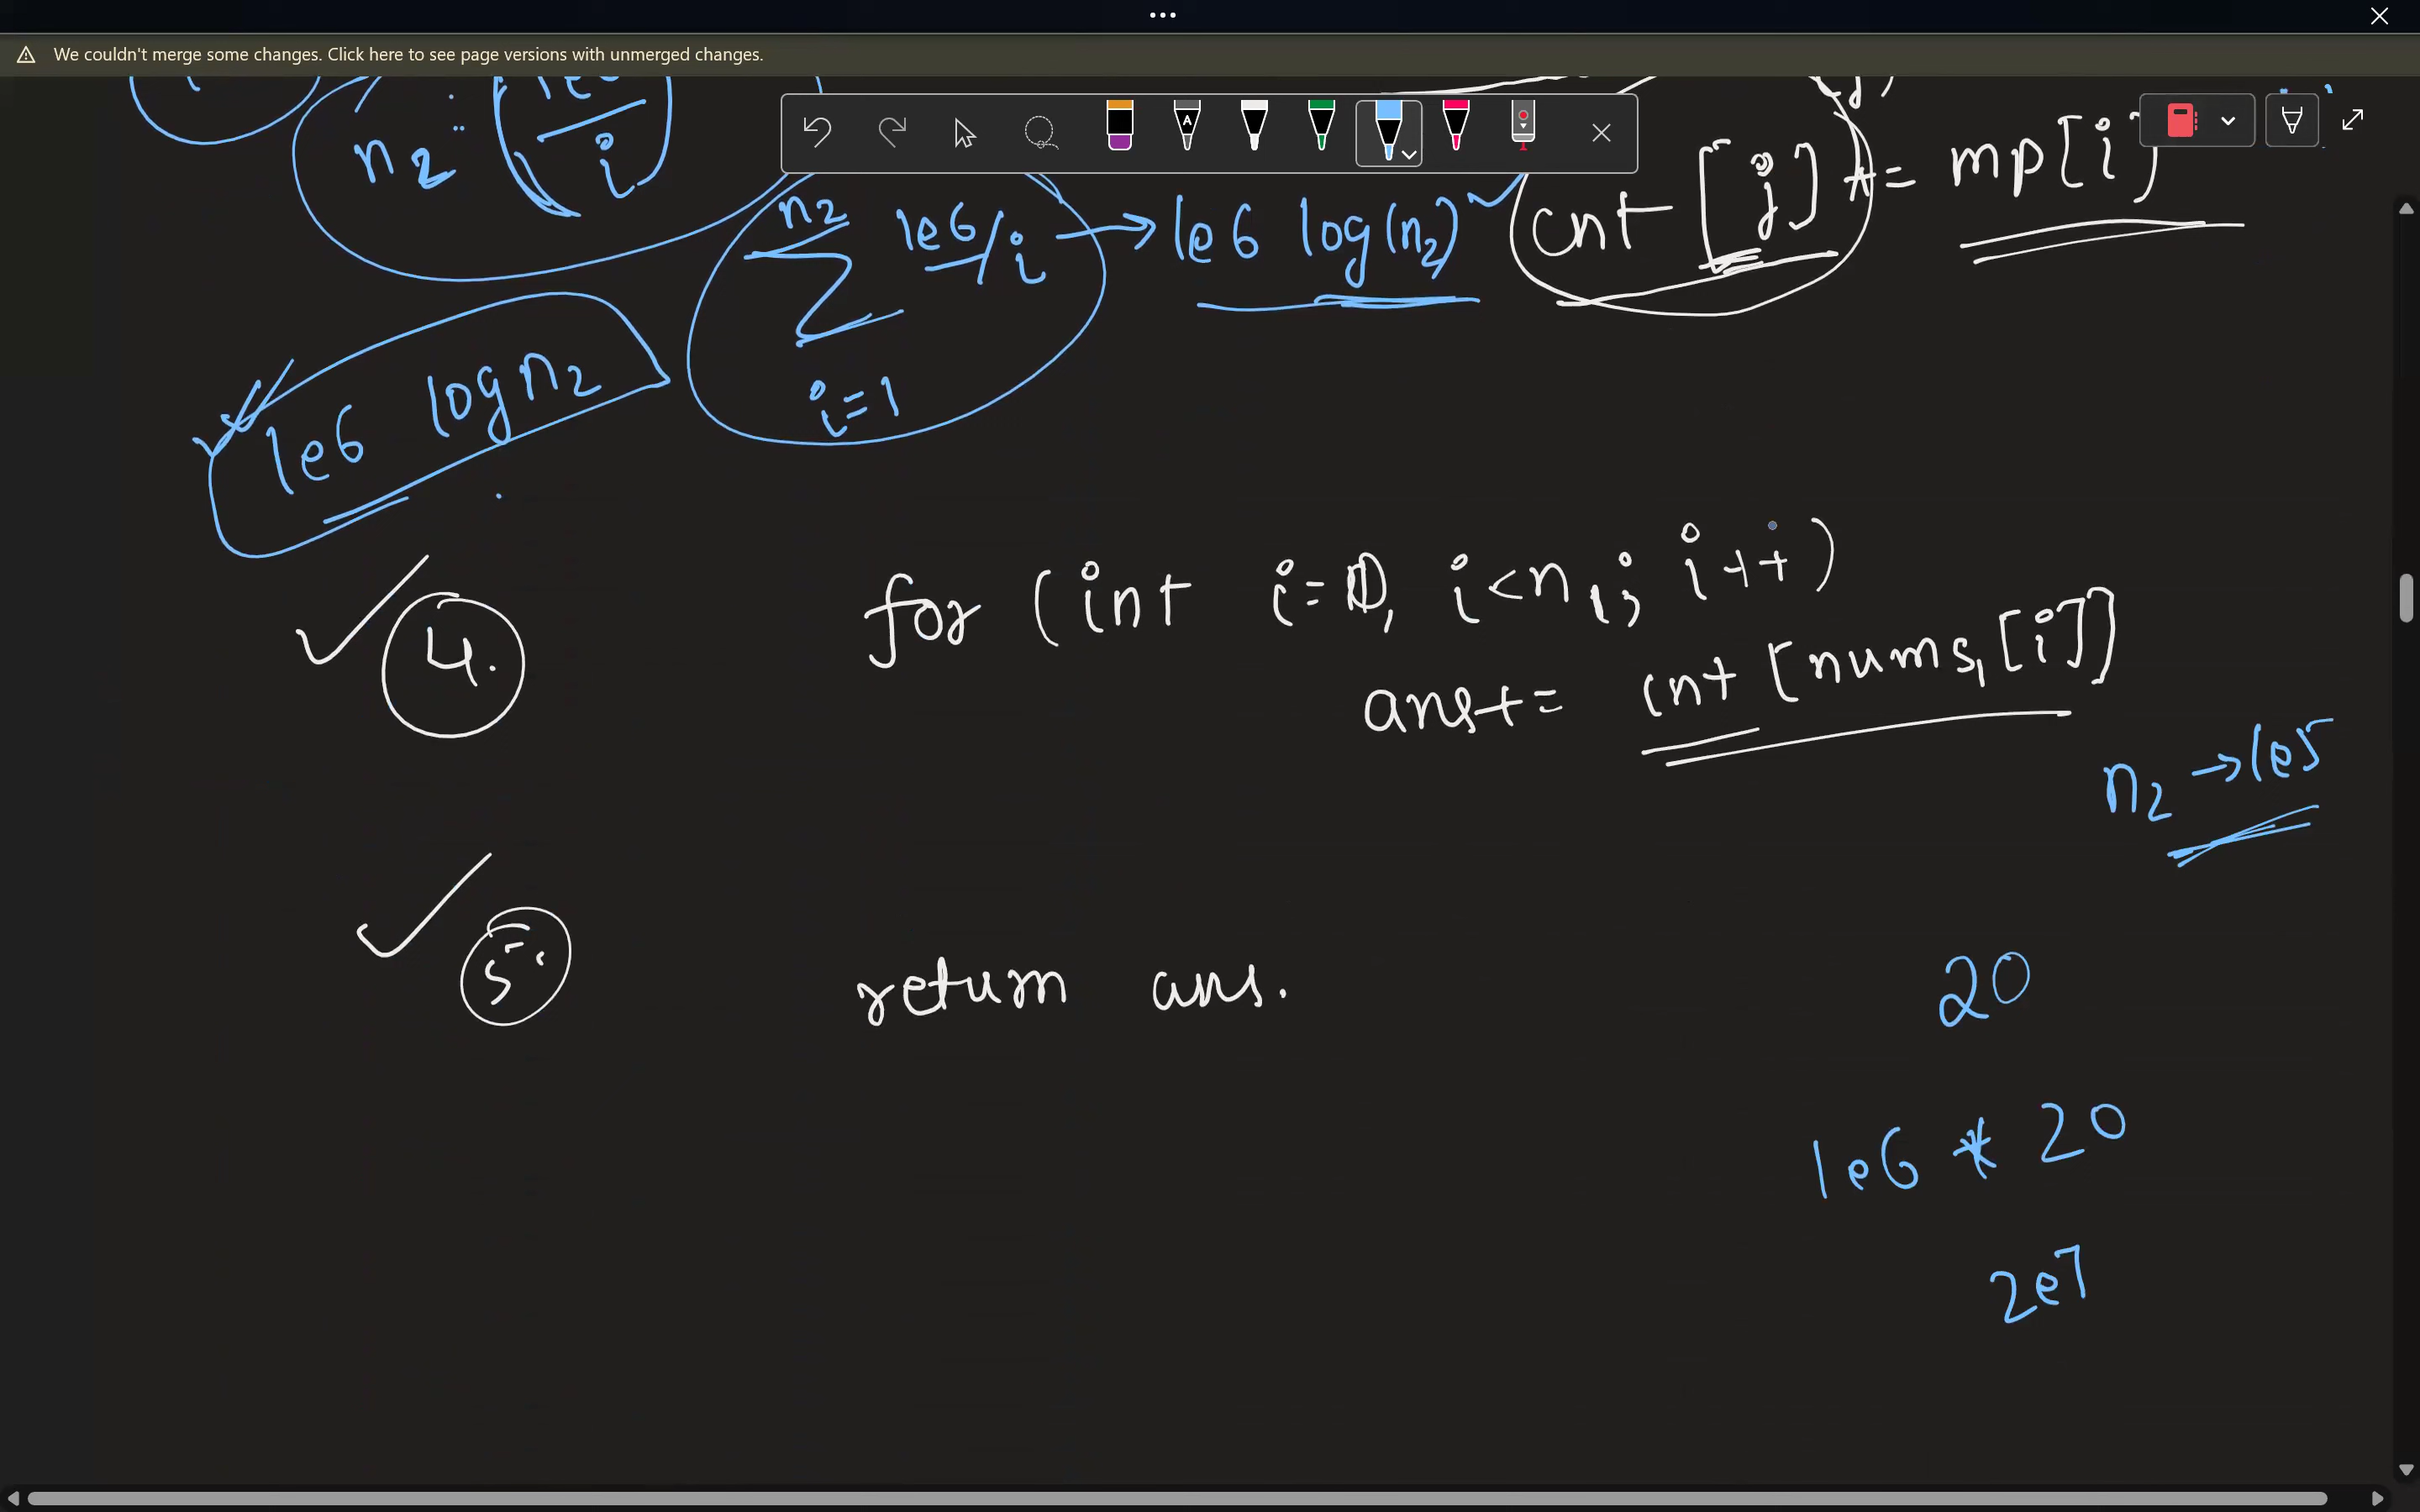 We couldn't merge some changes. Click here to see page versions with unmerged changes.
n2 : 1e6 / i
n2 Σ i=1 1e6/i → 1e6 log(n2)
cnt[j] += mp[i]
1e6 log n2
4. for (int i=0, i<n1; i++)
ans+= cnt[nums1[i]]
n2 → 1e5
5. return ans.
20
1e6 * 20
2e7